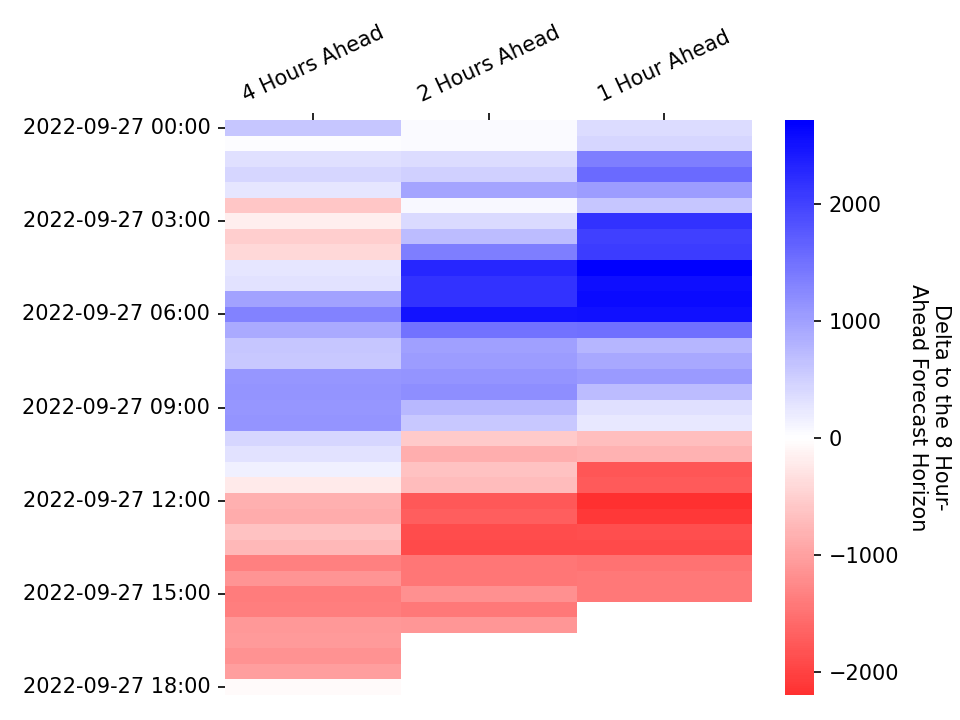 4 Hours Ahead
2 Hours Ahead
1 Hour Ahead
2022-09-27 00:00
2022-09-27 03:00
2022-09-27 06:00
2022-09-27 09:00
2022-09-27 12:00
2022-09-27 15:00
2022-09-27 18:00
2000
1000
0
−1000
−2000
Delta to the 8 Hour-
Ahead Forecast Horizon